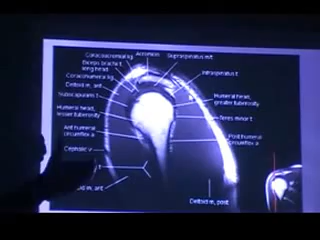 Acromion
Coracoacromial lig
Supraspinatus m/t
Biceps brachii t
long head
Infraspinatus t
Coracohumeral lig
Deltoid m, ant
Subscapularis t
Humeral head,
greater tuberosity
Humeral head,
lesser tuberosity
Teres minor t
Ant humeral
circumflex a
Post humeral
circumflex a
Cephalic v
t
m, ant
Deltoid m, post